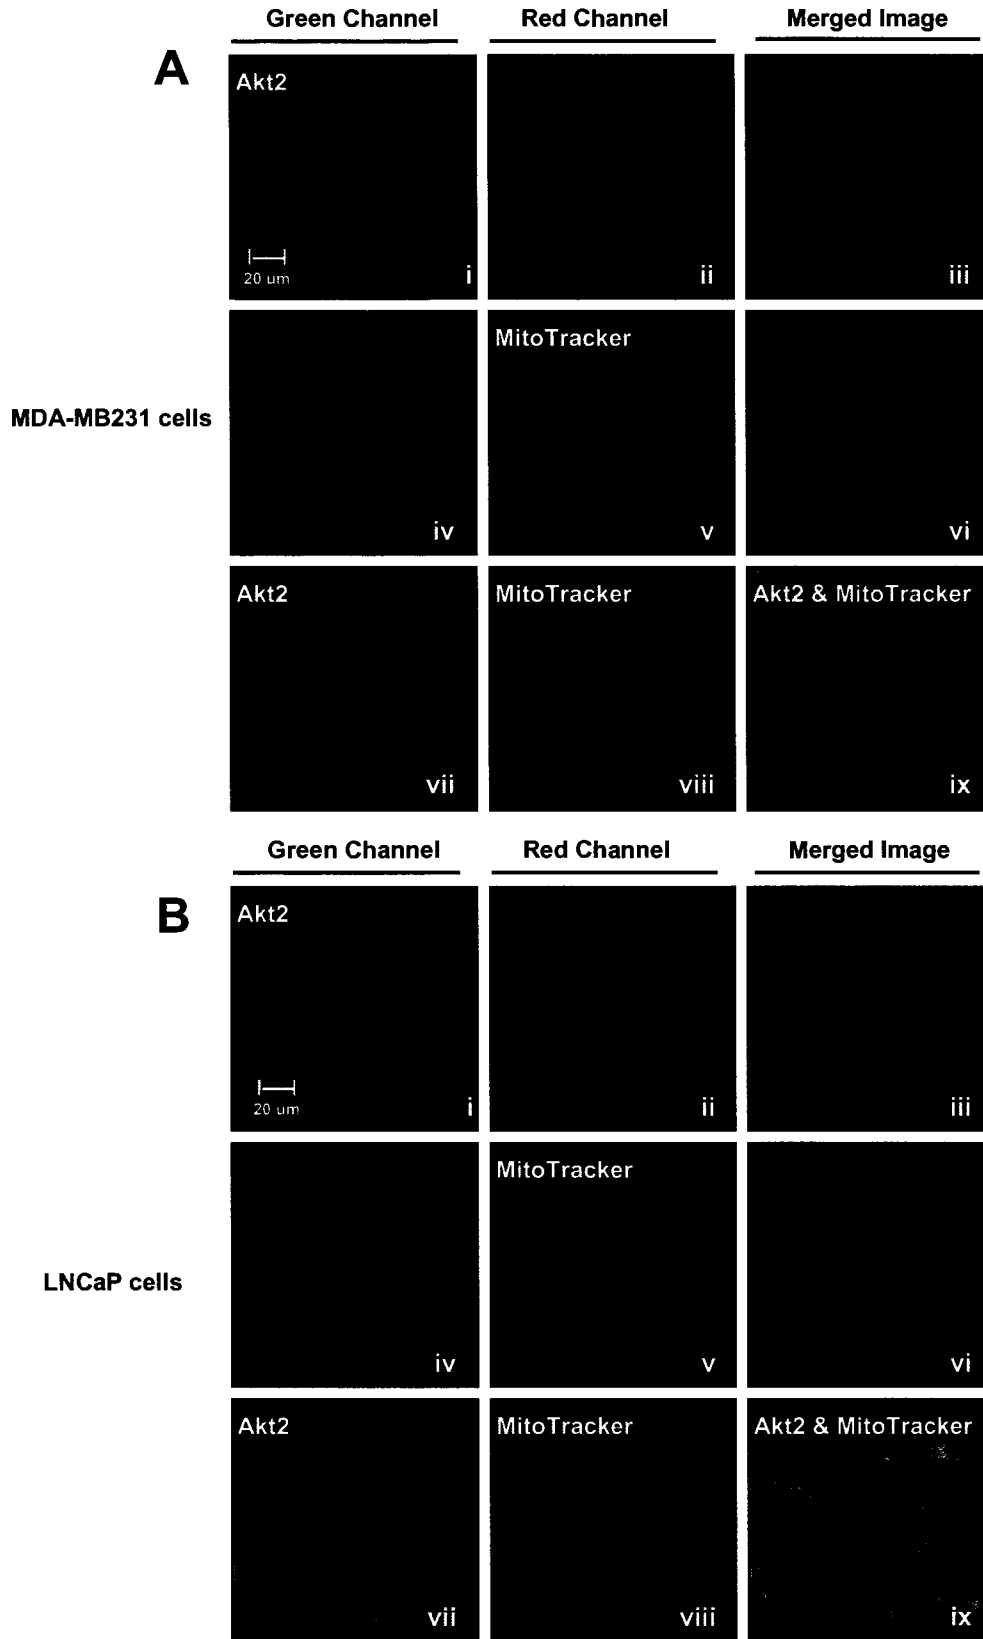 Green Channel Red Channel Merged Image
A
Akt2
20 um
i
ii
iii
MDA-MB231 cells
MitoTracker
iv
v
vi
Akt2
MitoTracker
Akt2 & MitoTracker
vii
viii
ix
Green Channel Red Channel Merged Image
B
Akt2
20 um
i
ii
iii
LNCaP cells
MitoTracker
iv
v
vi
Akt2
MitoTracker
Akt2 & MitoTracker
vii
viii
ix